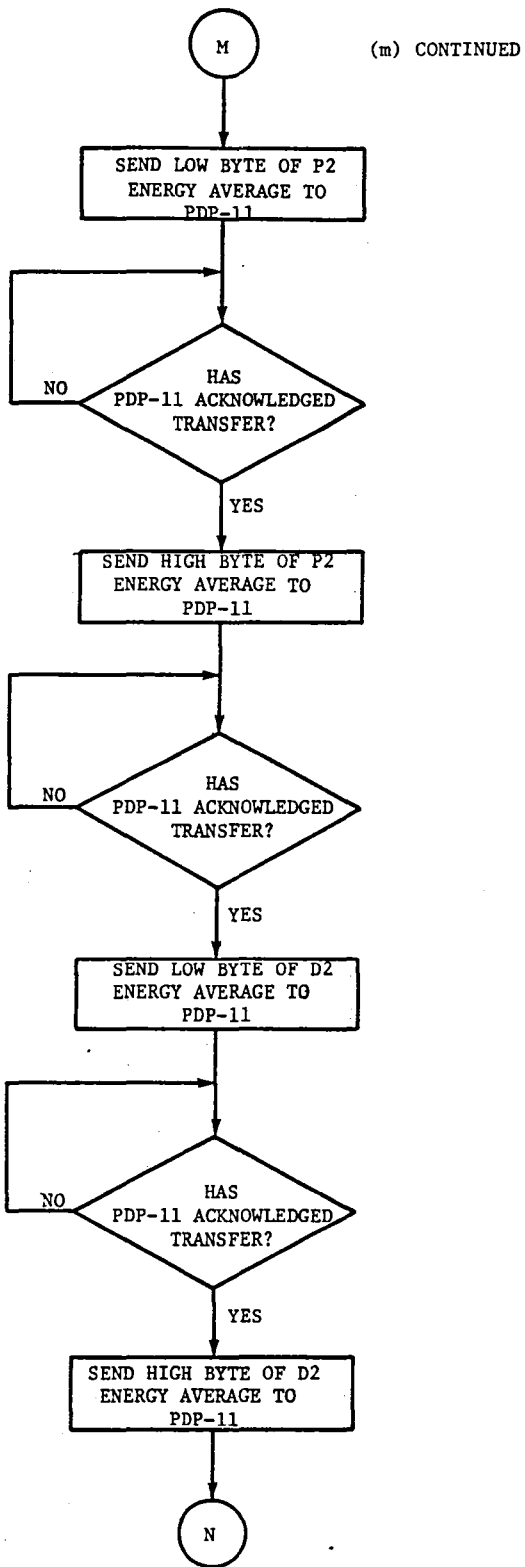 M
(m) CONTINUED
SEND LOW BYTE OF P2
ENERGY AVERAGE TO
PDP-11
HAS
PDP-11 ACKNOWLEDGED
TRANSFER?
NO
YES
SEND HIGH BYTE OF P2
ENERGY AVERAGE TO
PDP-11
HAS
PDP-11 ACKNOWLEDGED
TRANSFER?
NO
YES
SEND LOW BYTE OF D2
ENERGY AVERAGE TO
PDP-11
HAS
PDP-11 ACKNOWLEDGED
TRANSFER?
NO
YES
SEND HIGH BYTE OF D2
ENERGY AVERAGE TO
PDP-11
N